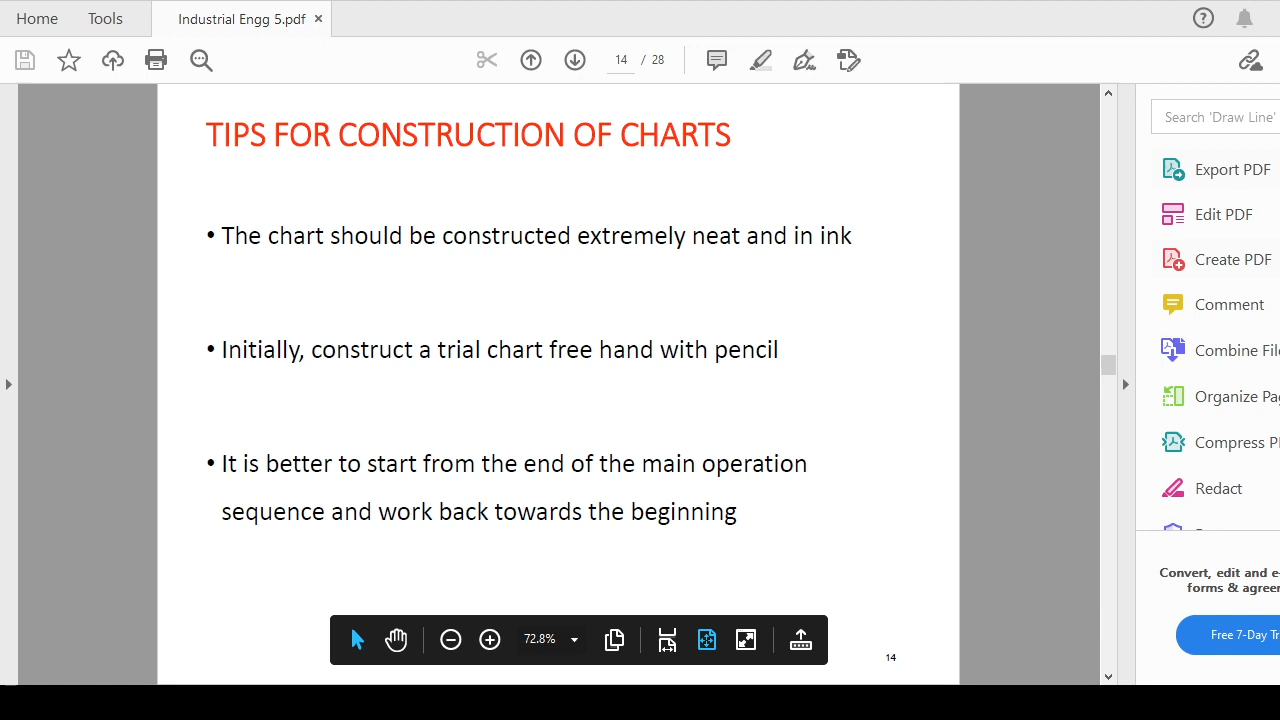 Home Tools Industrial Engg 5.pdf ×
14 / 28
TIPS FOR CONSTRUCTION OF CHARTS
• The chart should be constructed extremely neat and in ink
• Initially, construct a trial chart free hand with pencil
• It is better to start from the end of the main operation
sequence and work back towards the beginning
72.8%
14
Search 'Draw Line'
Export PDF
Edit PDF
Create PDF
Comment
Combine File
Organize Pag
Compress P
Redact
Convert, edit and e-
forms & agreer
Free 7-Day Tr